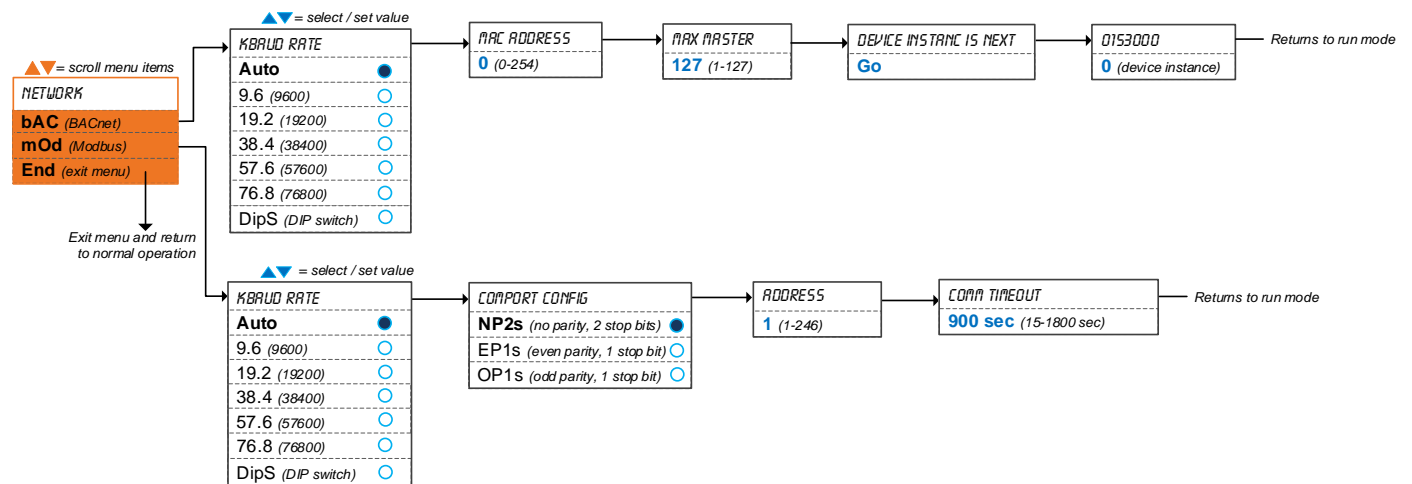 = select / set value
KBAUD RATE
Auto
9.6 (9600)
19.2 (19200)
38.4 (38400)
57.6 (57600)
76.8 (76800)
DipS (DIP switch)
MAC ADDRESS
0 (0-254)
MAX MASTER
127 (1-127)
DEVICE INSTANC IS NEXT
Go
0153000
0 (device instance)
Returns to run mode
= scroll menu items
NETWORK
bAC (BACnet)
mOd (Modbus)
End (exit menu)
Exit menu and return
to normal operation
= select / set value
KBAUD RATE
Auto
9.6 (9600)
19.2 (19200)
38.4 (38400)
57.6 (57600)
76.8 (76800)
DipS (DIP switch)
COMPORT CONFIG
NP2s (no parity, 2 stop bits)
EP1s (even parity, 1 stop bit)
OP1s (odd parity, 1 stop bit)
ADDRESS
1 (1-246)
COMM TIMEOUT
900 sec (15-1800 sec)
Returns to run mode